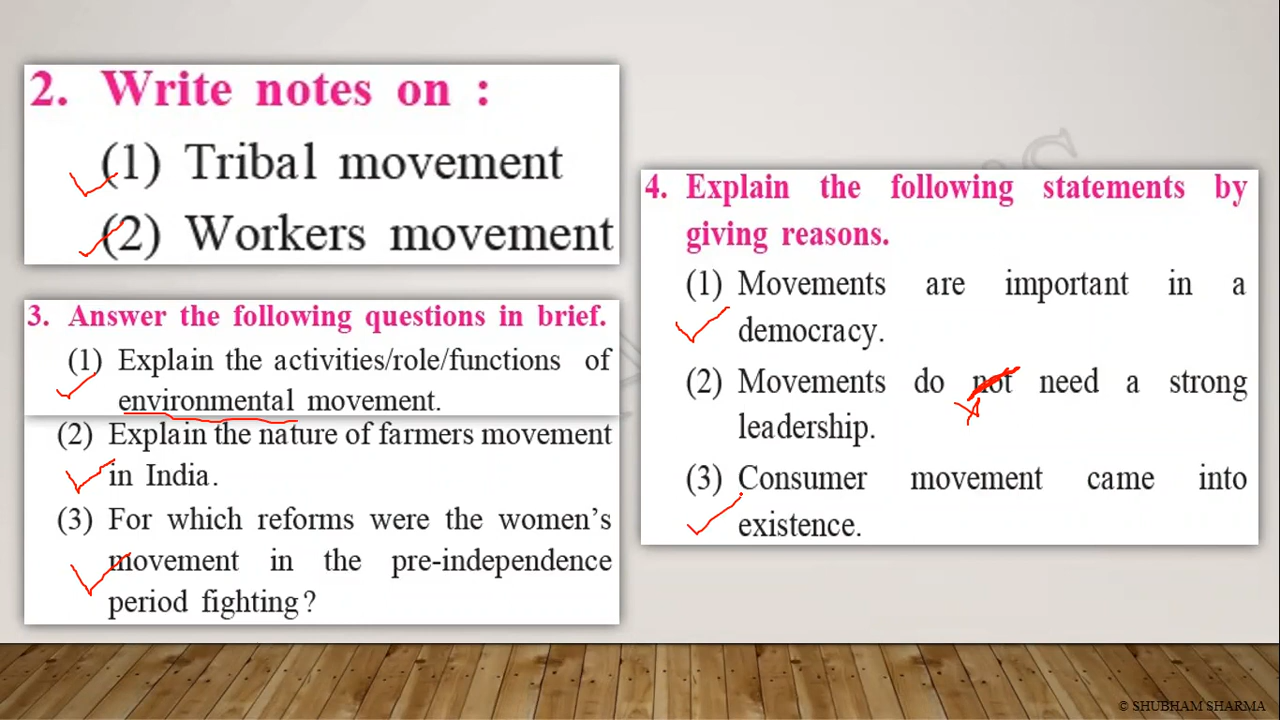 2. Write notes on :
(1) Tribal movement
(2) Workers movement
3. Answer the following questions in brief.
(1) Explain the activities/role/functions of
environmental movement.
(2) Explain the nature of farmers movement
in India.
(3) For which reforms were the women's
movement in the pre-independence
period fighting?
4. Explain the following statements by
giving reasons.
(1) Movements are important in a
democracy.
(2) Movements do not need a strong
leadership.
(3) Consumer movement came into
existence.
© SHUBHAM SHARMA